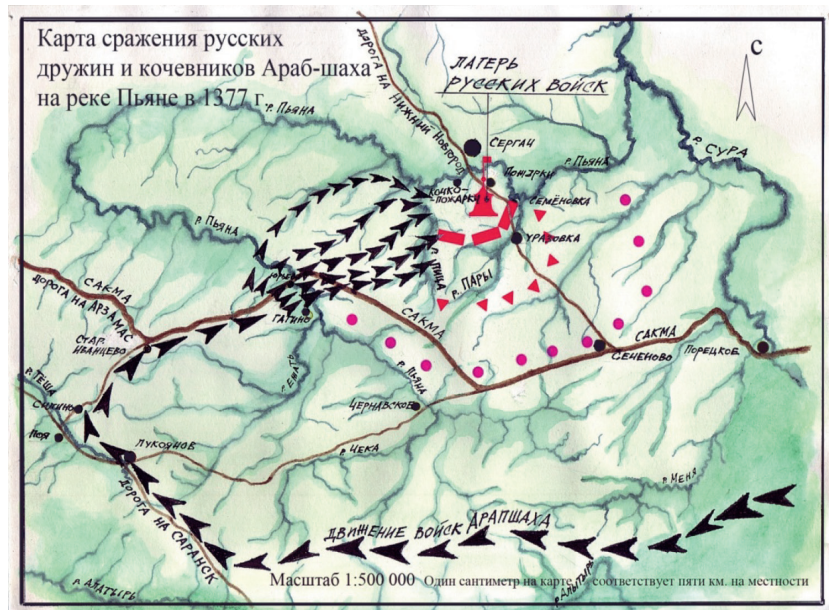 Карта сражения русских
дружин и кочевников Араб-шаха
на реке Пьяне в 1377 г.
С
ЛАГЕРЬ
РУССКИХ ВОЙСК
ДОРОГА НА НИЖНИЙ НОВГОРОД
р. Пьяна
СЕРГАЧ
р. Пьяна
р. СУРА
Пожарки
КОЧКО-
-ПОЖАРКИ
СЕМЁНОВКА
УРАЗОВКА
р. Пьяна
р. ПИЦА
р. ПАРЫ
САКМА
ДОРОГА НА АРЗАМАС
ГАГИНО
САКМА
САКМА
СТАР.
ИВАНЦЕВО
СЕЧЕНОВО
ПОРЕЦКОЕ
р. ТЁША
р. Пьяна
ЧЕРНАВСКОЕ
ЛУКОЯНОВ
р. ЧЕКА
р. МЕНЯ
ДОРОГА НА САРАНСК
ДВИЖЕНИЕ ВОЙСК АРАПШАХА
р. АЛАТЫРЬ
р. АЛАТЫРЬ
Масштаб 1:500 000 Один сантиметр на карте соответствует пяти км. на местности